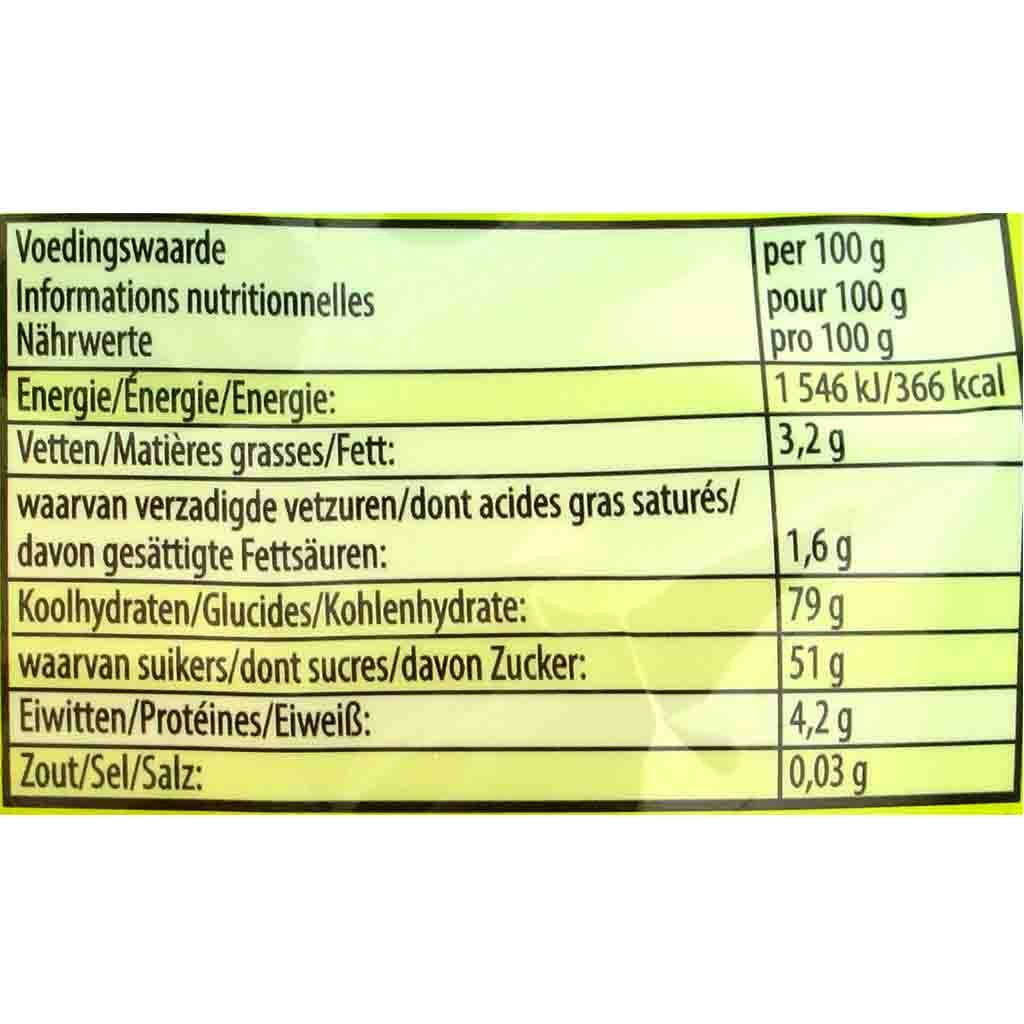 Voedingswaarde per 100 g
Informations nutritionnelles pour 100 g
Nährwerte pro 100 g
Energie/Énergie/Energie: 1 546 kJ/366 kcal
Vetten/Matières grasses/Fett: 3,2 g
waarvan verzadigde vetzuren/dont acides gras saturés/
davon gesättigte Fettsäuren: 1,6 g
Koolhydraten/Glucides/Kohlenhydrate: 79 g
waarvan suikers/dont sucres/davon Zucker: 51 g
Eiwitten/Protéines/Eiweiß: 4,2 g
Zout/Sel/Salz: 0,03 g